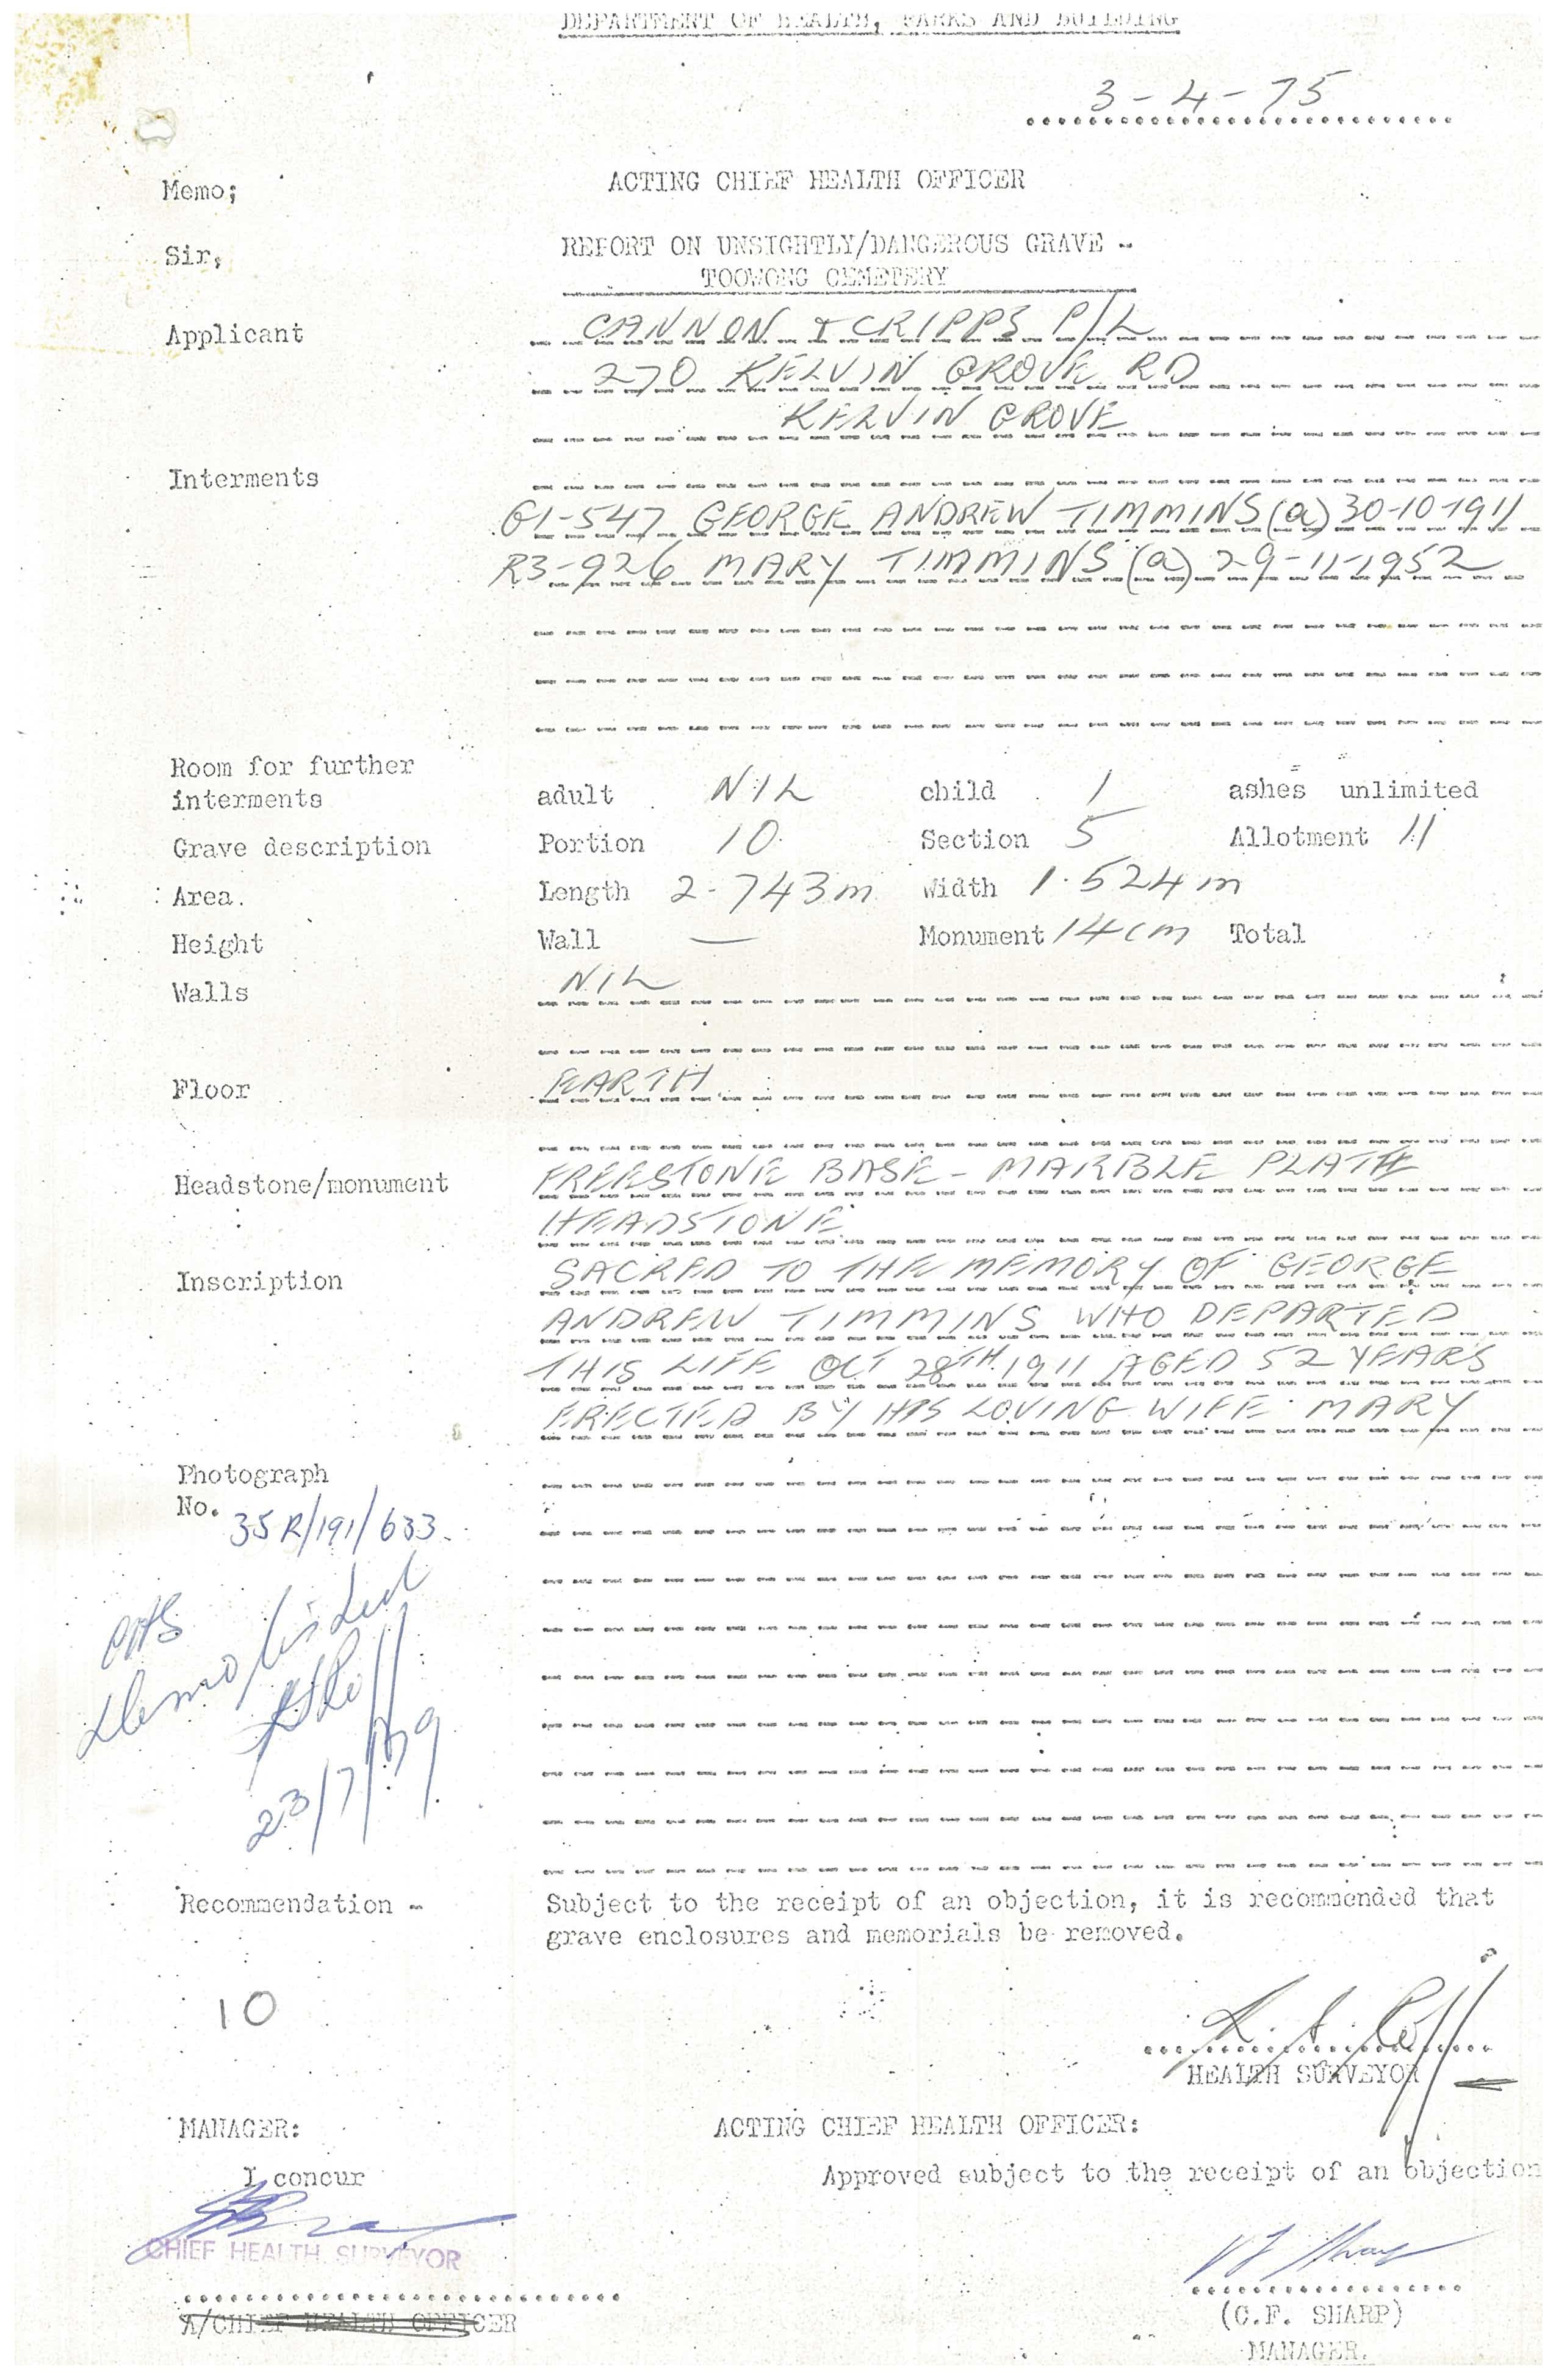 DEPARTMENT OF HEALTH, PARKS AND BUILDING
3-4-75
Memo; ACTING CHIEF HEALTH OFFICER
Sir, REPORT ON UNSIGHTLY/DANGEROUS GRAVE -
TOOWONG CEMETERY
Applicant CANNON & CRIPPS P/L
270 KELVIN GROVE RD
KELVIN GROVE
Interments
G1-547 GEORGE ANDREW TIMMINS (a) 30-10-1911
R3-926 MARY TIMMINS (a) 29-11-1952
Room for further
interments adult NIL child 1 ashes unlimited
Grave description Portion 10 Section 5 Allotment 11
Area. Length 2.743m Width 1.524m
Height Wall — Monument 14cm Total
Walls NIL
Floor EARTH
Headstone/monument FREESTONE BASE - MARBLE PLATE
HEADSTONE
Inscription SACRED TO THE MEMORY OF GEORGE
ANDREW TIMMINS WHO DEPARTED
THIS LIFE OCT 28TH 1911 AGED 52 YEARS
ERECTED BY HIS LOVING WIFE MARY
Photograph
No. 35R/191/633.
demolished
23/7/79
Recommendation - Subject to the receipt of an objection, it is recommended that
grave enclosures and memorials be removed.
10
HEALTH SURVEYOR
MANAGER: ACTING CHIEF HEALTH OFFICER:
I concur Approved subject to the receipt of an objection
CHIEF HEALTH SURVEYOR
A/CHIEF HEALTH OFFICER
(C.F. SHARP)
MANAGER.